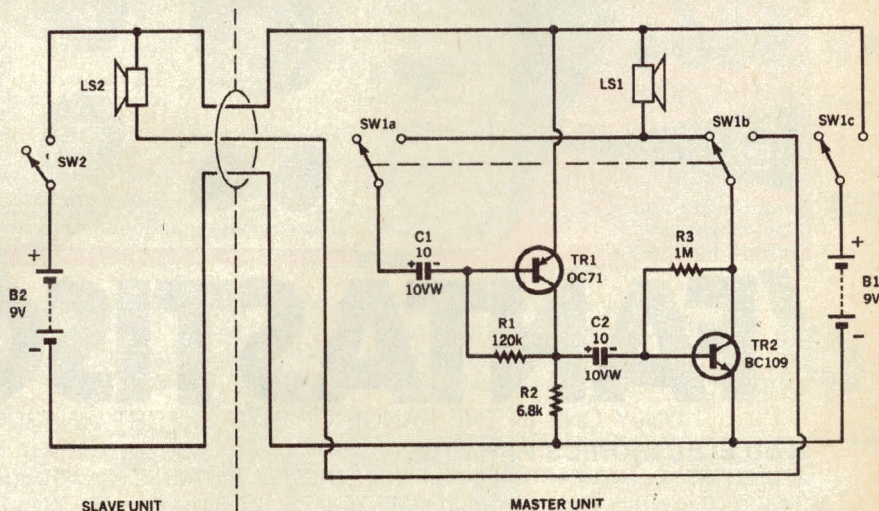 LS2
SW2
+
B2
9V
-
SW1a
LS1
SW1b
SW1c
C1
10
+ -
10VW
TR1
OC71
R3
1M
R1
120k
C2
10
+ -
10VW
TR2
BC109
R2
6.8k
+
B1
9V
-
SLAVE UNIT
MASTER UNIT